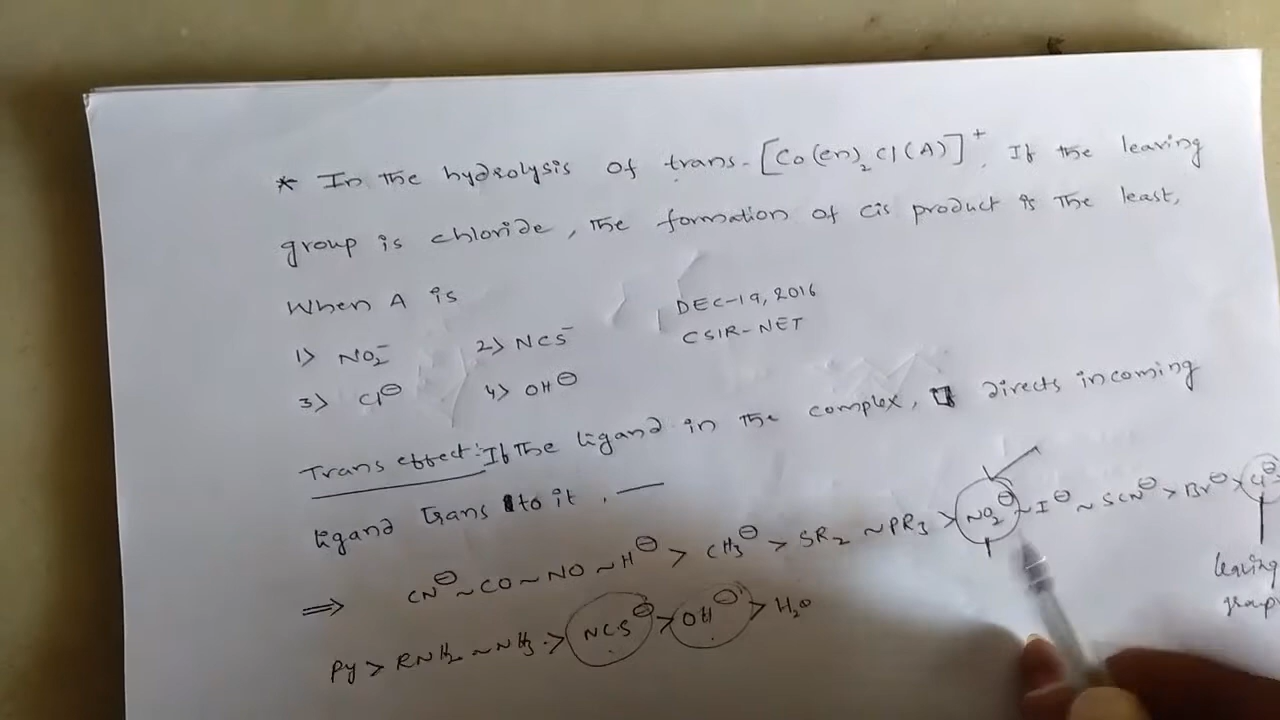 * In the hydrolysis of trans-[Co(en)₂Cl(A)]⁺. If the leaving
group is chloride, the formation of cis product is the least,
When A is
1) NO₂⁻ 2) NCS⁻
3) Cl⊖ 4) OH⊖
DEC-19, 2016
CSIR-NET
Trans effect: If the ligand in the complex, directs incoming
ligand trans to it.
⇒ CN⊖ ~ CO ~ NO ~ H⊖ > CH₃⊖ > SR₂ ~ PR₃ > NO₂⊖ ~ I⊖ ~ SCN⊖ > Br⊖ > Cl⊖
leaving
group
Py > RNH₂ ~ NH₃ > NCS⊖ > OH⊖ > H₂O